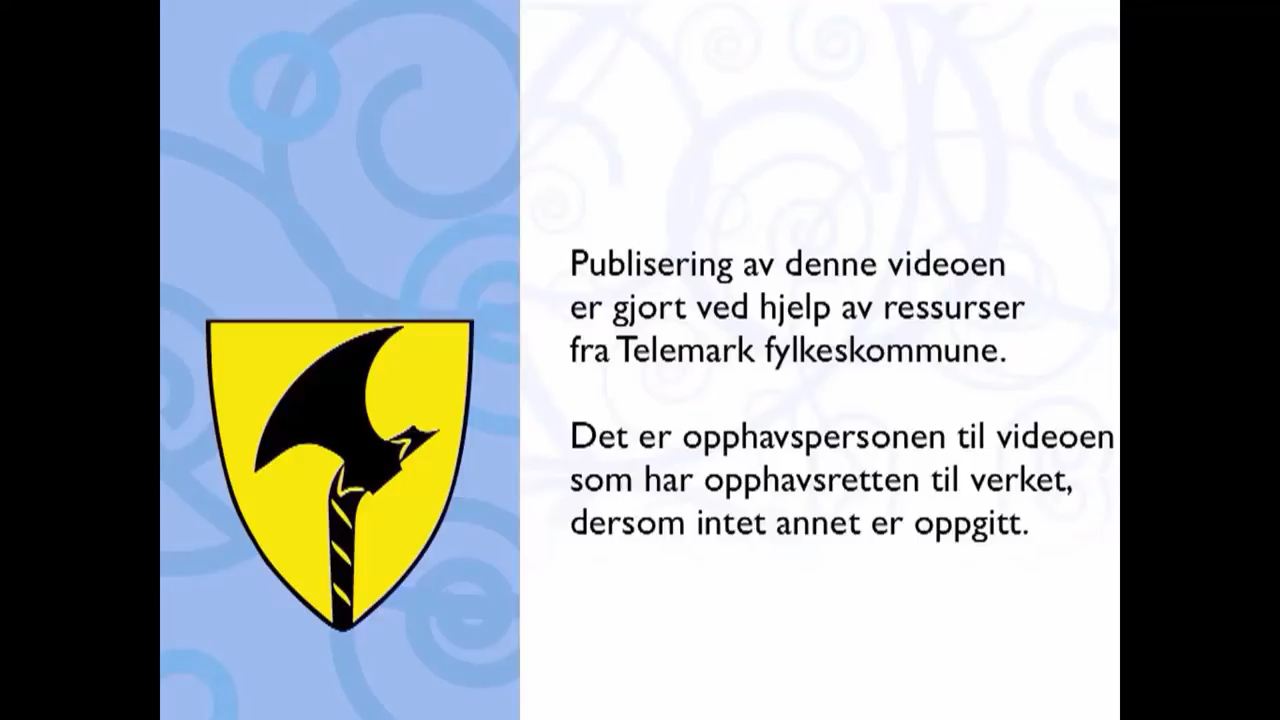 Publisering av denne videoen
er gjort ved hjelp av ressurser
fra Telemark fylkeskommune.
Det er opphavspersonen til videoen
som har opphavsretten til verket,
dersom intet annet er oppgitt.